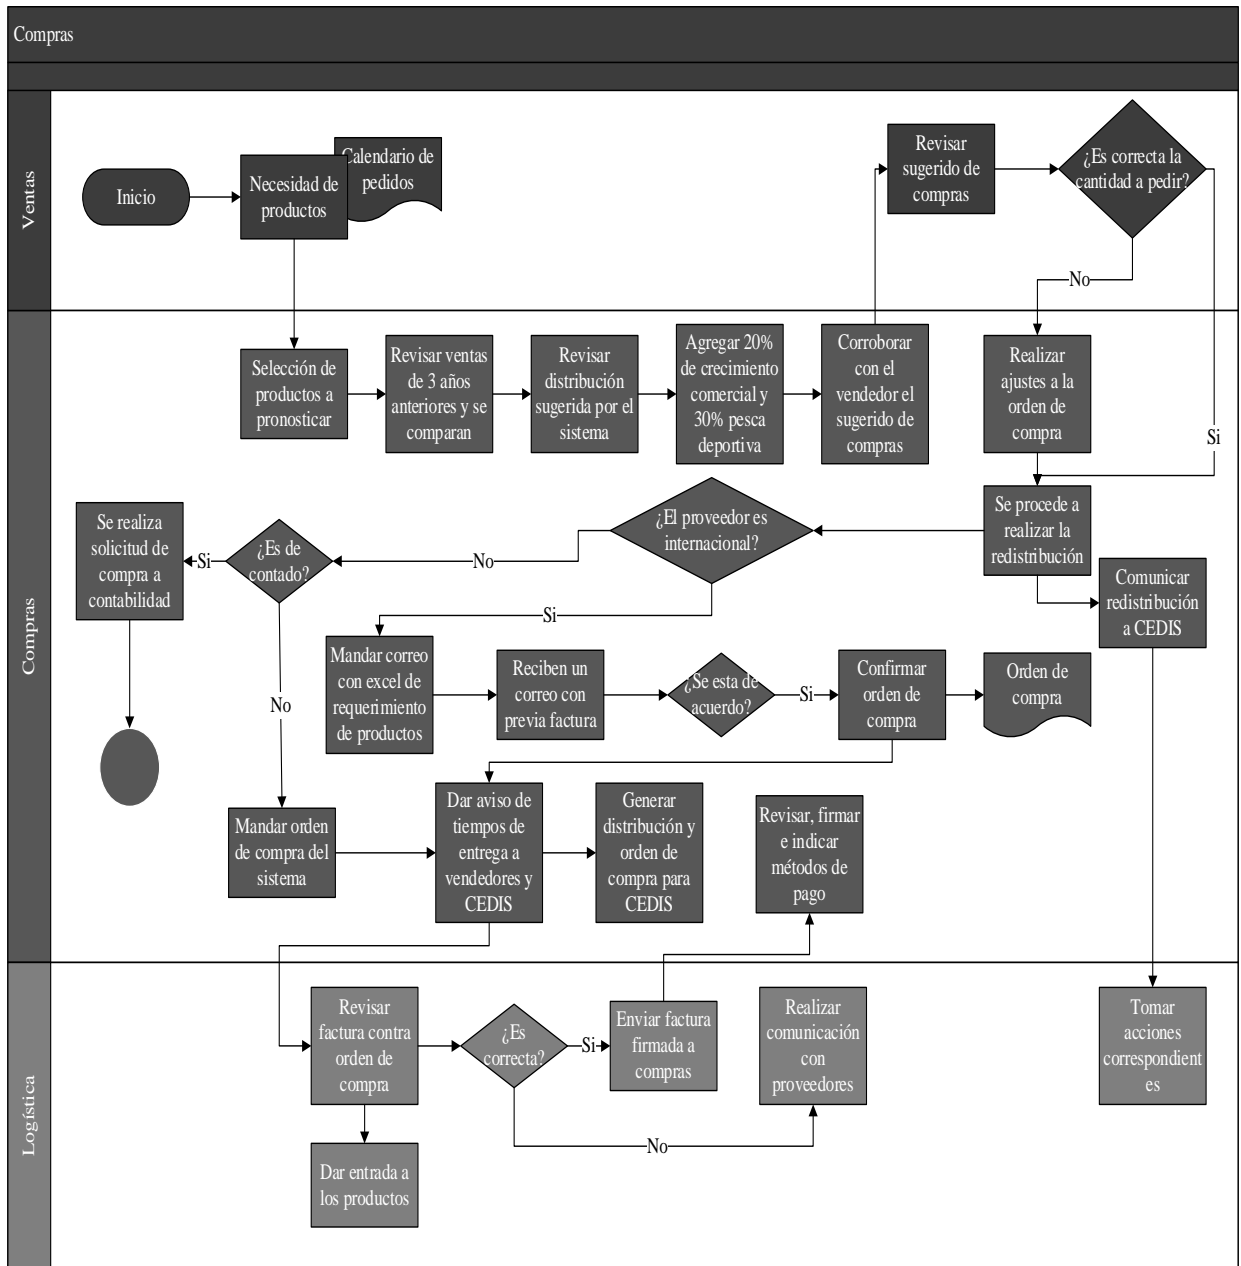 Compras
Ventas
Inicio
Necesidad de
productos
Calendario de
pedidos
Revisar
sugerido de
compras
¿Es correcta la
cantidad a pedir?
No
Si
Compras
Selección de
productos a
pronosticar
Revisar ventas
de 3 años
anteriores y se
comparan
Revisar
distribución
sugerida por el
sistema
Agregar 20%
de crecimiento
comercial y
30% pesca
deportiva
Corroborar
con el
vendedor el
sugerido de
compras
Realizar
ajustes a la
orden de
compra
Se realiza
solicitud de
compra a
contabilidad
Si
¿Es de
contado?
No
No
¿El proveedor es
internacional?
Si
Se procede a
realizar la
redistribución
Comunicar
redistribución
a CEDIS
Mandar correo
con excel de
requerimiento
de productos
Reciben un
correo con
previa factura
¿Se esta de
acuerdo?
Si
Confirmar
orden de
compra
Orden de
compra
Mandar orden
de compra del
sistema
Dar aviso de
tiempos de
entrega a
vendedores y
CEDIS
Generar
distribución y
orden de
compra para
CEDIS
Revisar, firmar
e indicar
métodos de
pago
Logística
Revisar
factura contra
orden de
compra
¿Es
correcta?
Si
Enviar factura
firmada a
compras
Realizar
comunicación
con
proveedores
Tomar
acciones
correspondient
es
No
Dar entrada a
los productos